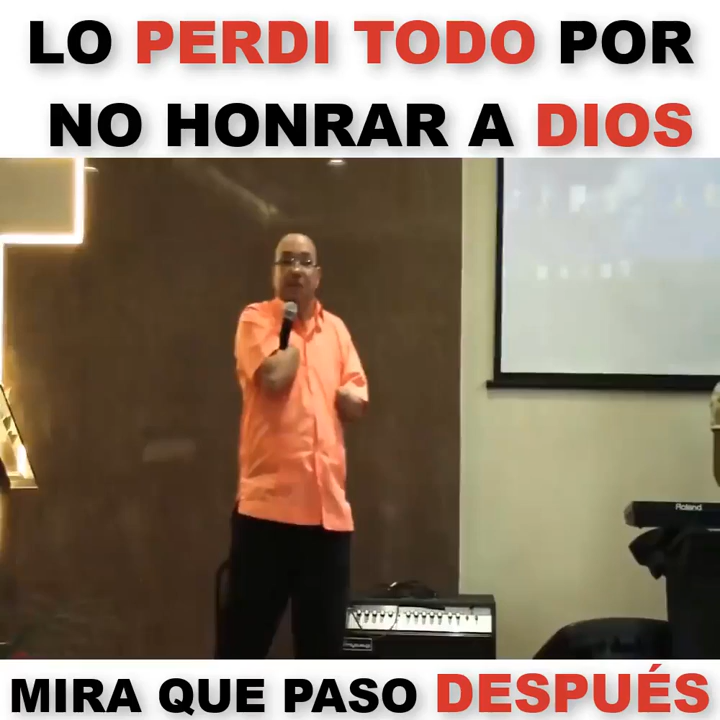 LO PERDI TODO POR
NO HONRAR A DIOS
Roland
MIRA QUE PASO DESPUÉS